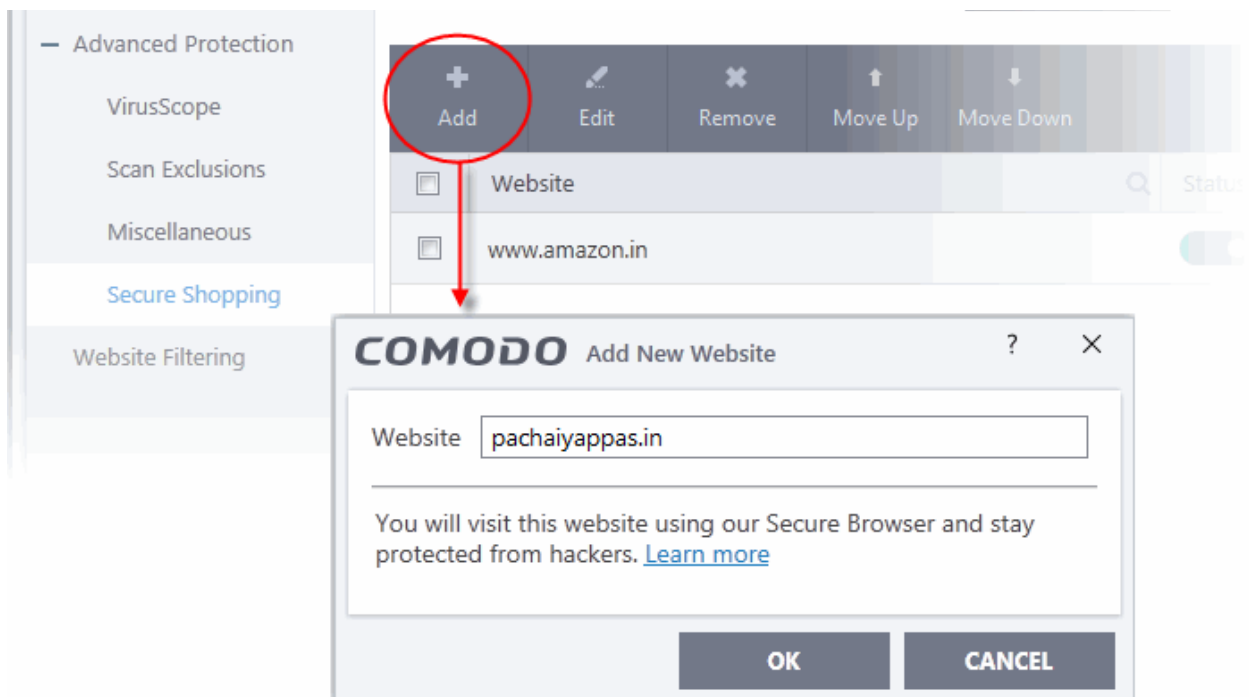 Advanced Protection
VirusScope
Scan Exclusions
Miscellaneous
Secure Shopping
Website Filtering
Add Edit Remove Move Up Move Down
Website Status
www.amazon.in
COMODO Add New Website ?
Website pachaiyappas.in
You will visit this website using our Secure Browser and stay
protected from hackers. Learn more
OK CANCEL